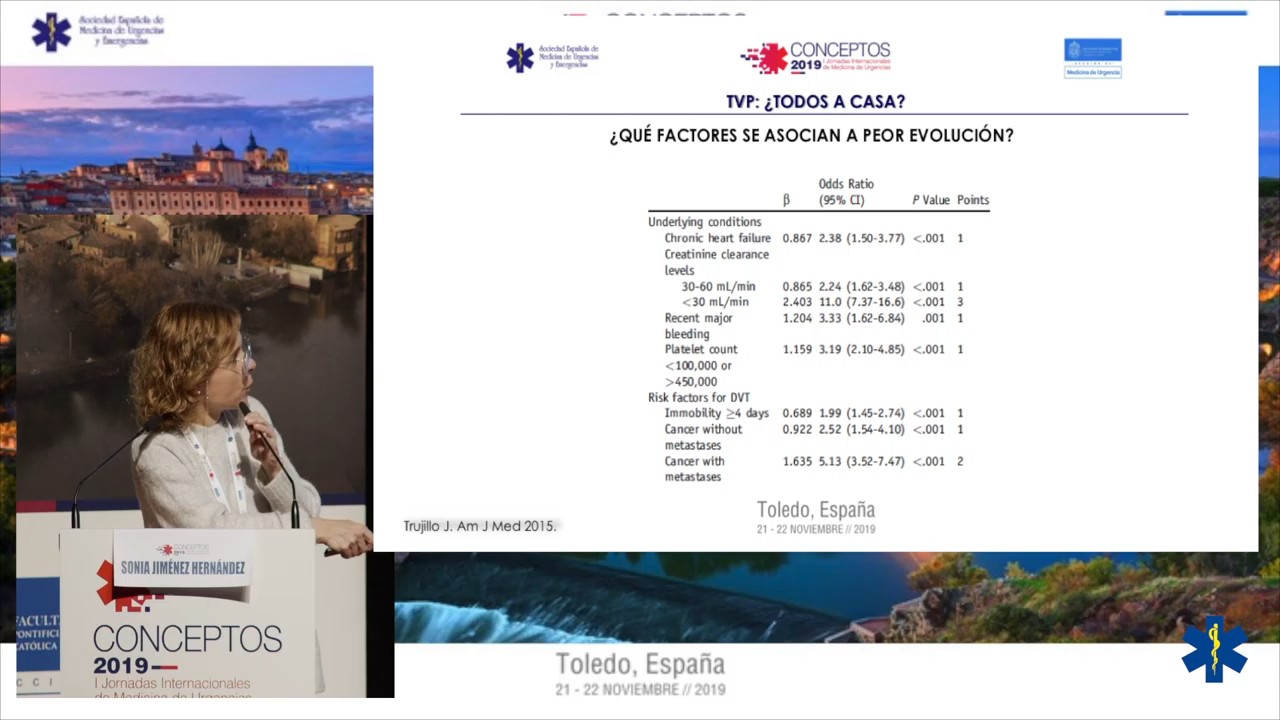 Sociedad Española de
Medicina de Urgencias
y Emergencias
Sociedad Española de
Medicina de Urgencias
y Emergencias
CONCEPTOS
2019 I Jornadas Internacionales
de Medicina de Urgencias
Medicina de Urgencia
TVP: ¿TODOS A CASA?
¿QUÉ FACTORES SE ASOCIAN A PEOR EVOLUCIÓN?
β Odds Ratio (95% CI) P Value Points
Underlying conditions
Chronic heart failure 0.867 2.38 (1.50-3.77) <.001 1
Creatinine clearance
levels
30-60 mL/min 0.865 2.24 (1.62-3.48) <.001 1
<30 mL/min 2.403 11.0 (7.37-16.6) <.001 3
Recent major 1.204 3.33 (1.62-6.84) .001 1
bleeding
Platelet count 1.159 3.19 (2.10-4.85) <.001 1
<100,000 or
>450,000
Risk factors for DVT
Immobility ≥4 days 0.689 1.99 (1.45-2.74) <.001 1
Cancer without 0.922 2.52 (1.54-4.10) <.001 1
metastases
Cancer with 1.635 5.13 (3.52-7.47) <.001 2
metastases
Trujillo J. Am J Med 2015.
Toledo, España
21 - 22 NOVIEMBRE // 2019
SONIA JIMÉNEZ HERNÁNDEZ
FACULT
PONTIFICI
CATÓLICA
CONCEPTOS
2019
I Jornadas Internacionales
de Medicina de Urgencias
Toledo, España
21 - 22 NOVIEMBRE // 2019